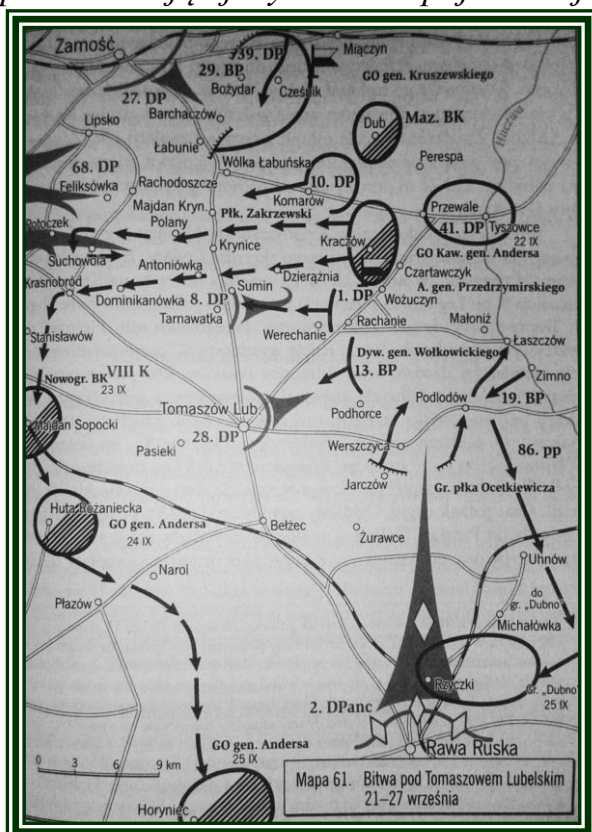 Zamość
39. DP
Miączyn
29. BP
Bożydar
Cześnik
GO gen. Kruszewskiego
27. DP
Barchaczów
Lipsko
Łabunie
Dub
Maz. BK
Huczwa
68. DP
Feliksówka
Rachodoszcze
Wólka Łabuńska
Perespa
10. DP
Komarów
Majdan Kryn.
Płk. Zakrzewski
Polany
Przewale
41. DP
Tyszowce
22 IX
Potoczek
Krynice
Kraczów
GO Kaw. gen. Andersa
Suchowola
Antoniówka
Dzierążnia
Czartawczyk
A. gen. Przedrzymirskiego
Krasnobród
Dominikanówka
8. DP
Sumin
1. DP
Wożuczyn
Tarnawatka
Werechanie
Rachanie
Małoniż
Stanisławów
Łaszczów
Dyw. gen. Wołkowickiego
13. BP
Zimno
Nowogr. BK
VIII K
23 IX
Tomaszów Lub.
Podhorce
Podlodów
19. BP
Majdan Sopocki
28. DP
Pasieki
Werszczyca
86. pp
Jarczów
Gr. płka Ocetkiewicza
Huta Różaniecka
GO gen. Andersa
24 IX
Bełżec
Żurawce
Uhnów
Narol
do
gr. „Dubno"
Płazów
Michałówka
Rzyczki
Gr. „Dubno"
25 IX
2. DPanc
GO gen. Andersa
25 IX
Rawa Ruska
0 3 6 9 km
Horyniec
Mapa 61. Bitwa pod Tomaszowem Lubelskim
21–27 września